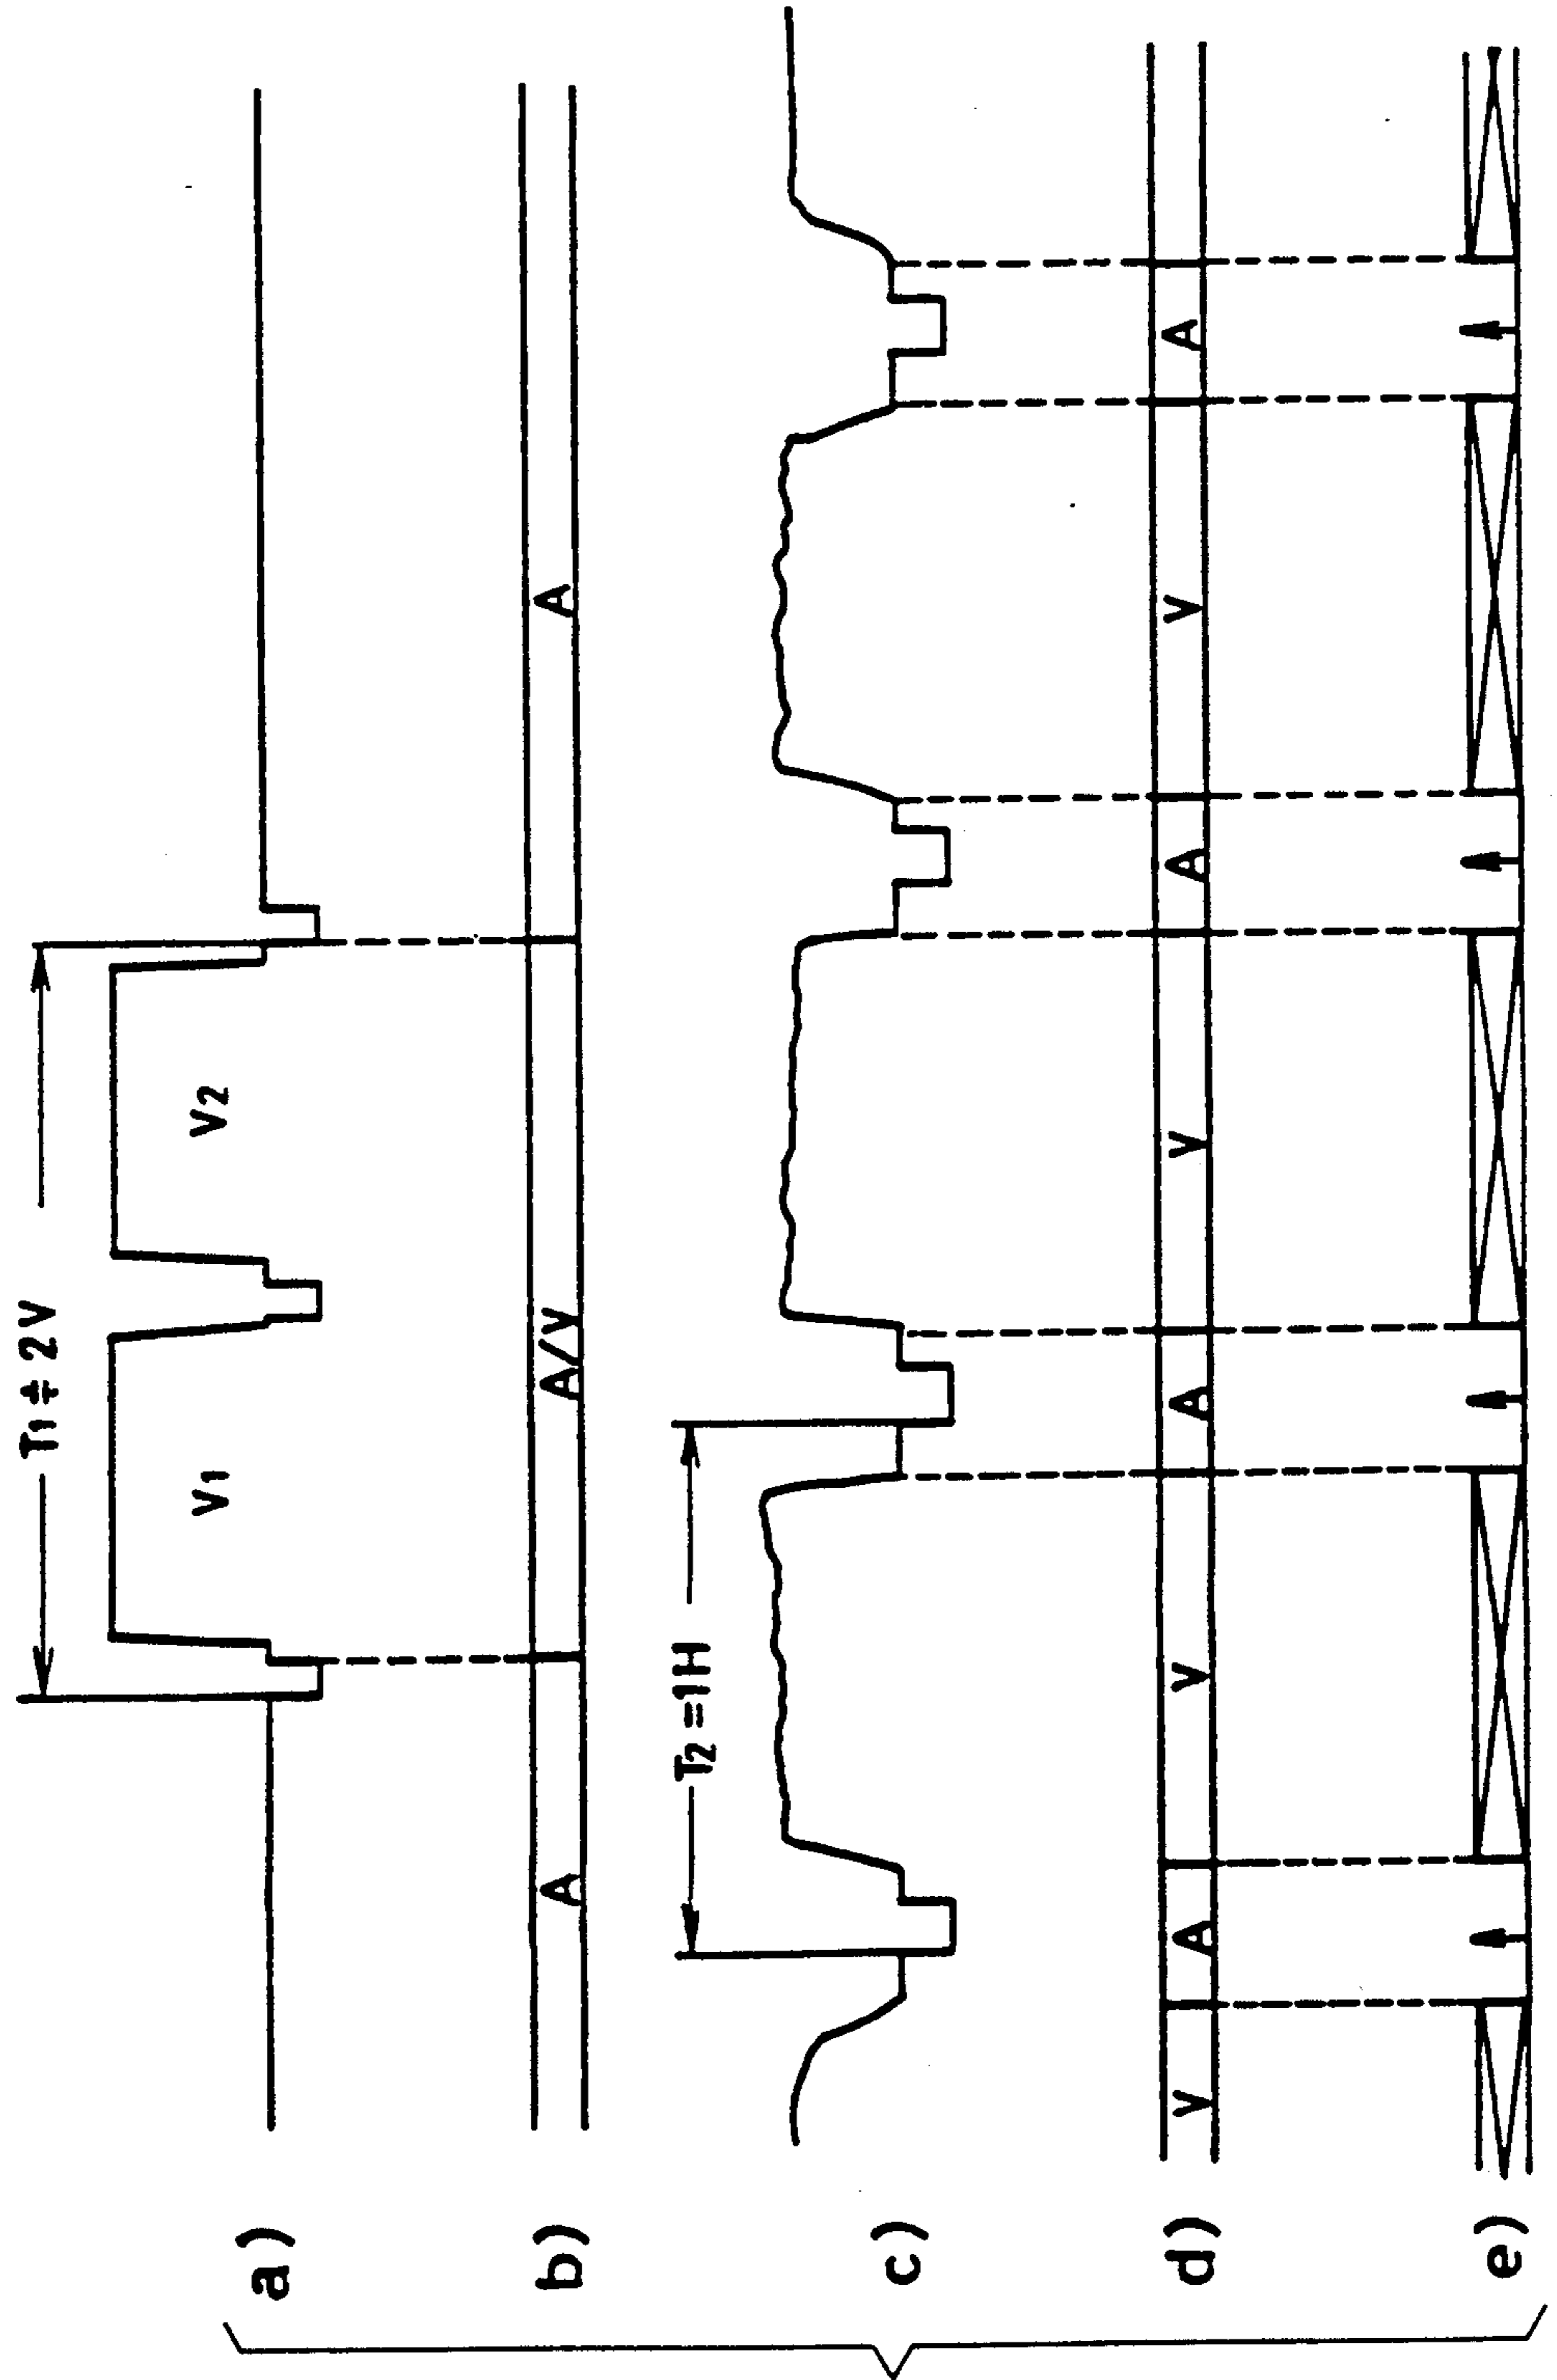 T1 ≑ 2V
a)
V1
V2
b)
A
A/V
A
T2 = 1H
c)
d)
V
A
V
A
V
A
V
A
e)